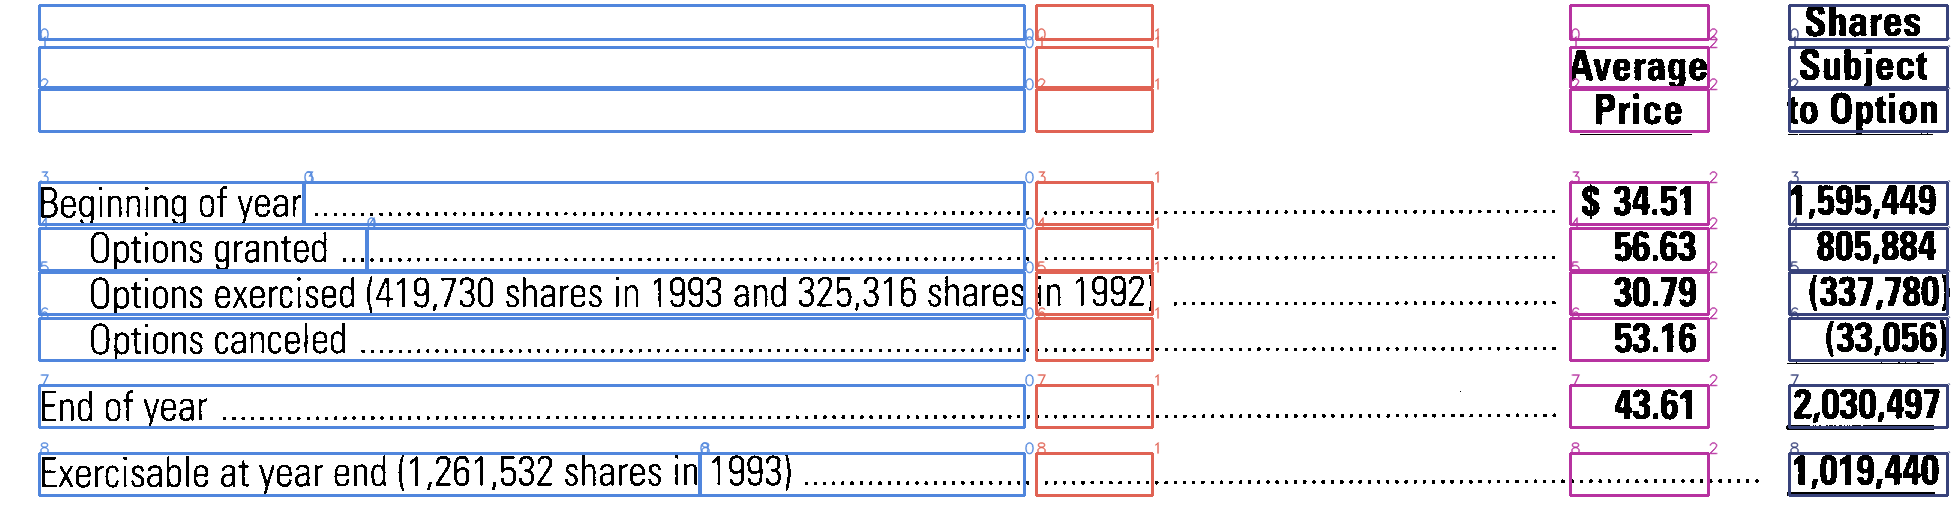 Shares
Average Subject
Price to Option
Beginning of year ........ $ 34.51 1,595,449
Options granted ........ 56.63 805,884
Options exercised (419,730 shares in 1993 and 325,316 shares in 1992) ........ 30.79 (337,780)
Options canceled ........ 53.16 (33,056)
End of year ........ 43.61 2,030,497
Exercisable at year end (1,261,532 shares in 1993) ........ 1,019,440